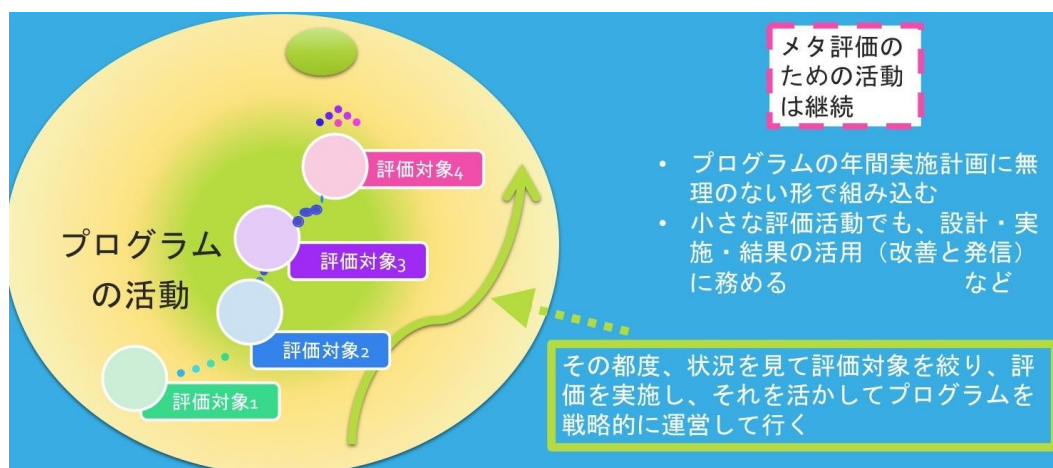 メタ評価の
ための活動
は継続
評価対象4
プログラム
の活動
評価対象3
評価対象2
評価対象1
• プログラムの年間実施計画に無
理のない形で組み込む
• 小さな評価活動でも、設計・実
施・結果の活用（改善と発信）
に務める など
その都度、状況を見て評価対象を絞り、評
価を実施し、それを活かしてプログラムを
戦略的に運営して行く